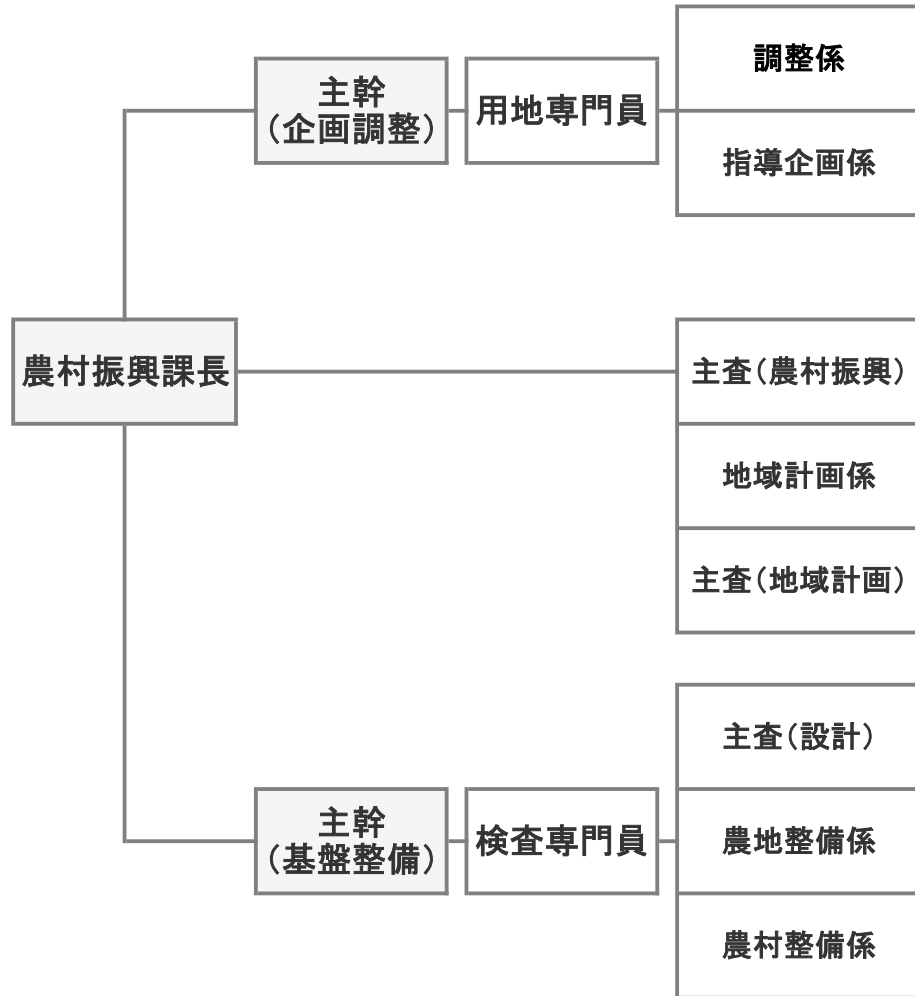 調整係
主幹
（企画調整）
用地専門員
指導企画係
農村振興課長
主査（農村振興）
地域計画係
主査（地域計画）
主査（設計）
主幹
（基盤整備）
検査専門員
農地整備係
農村整備係